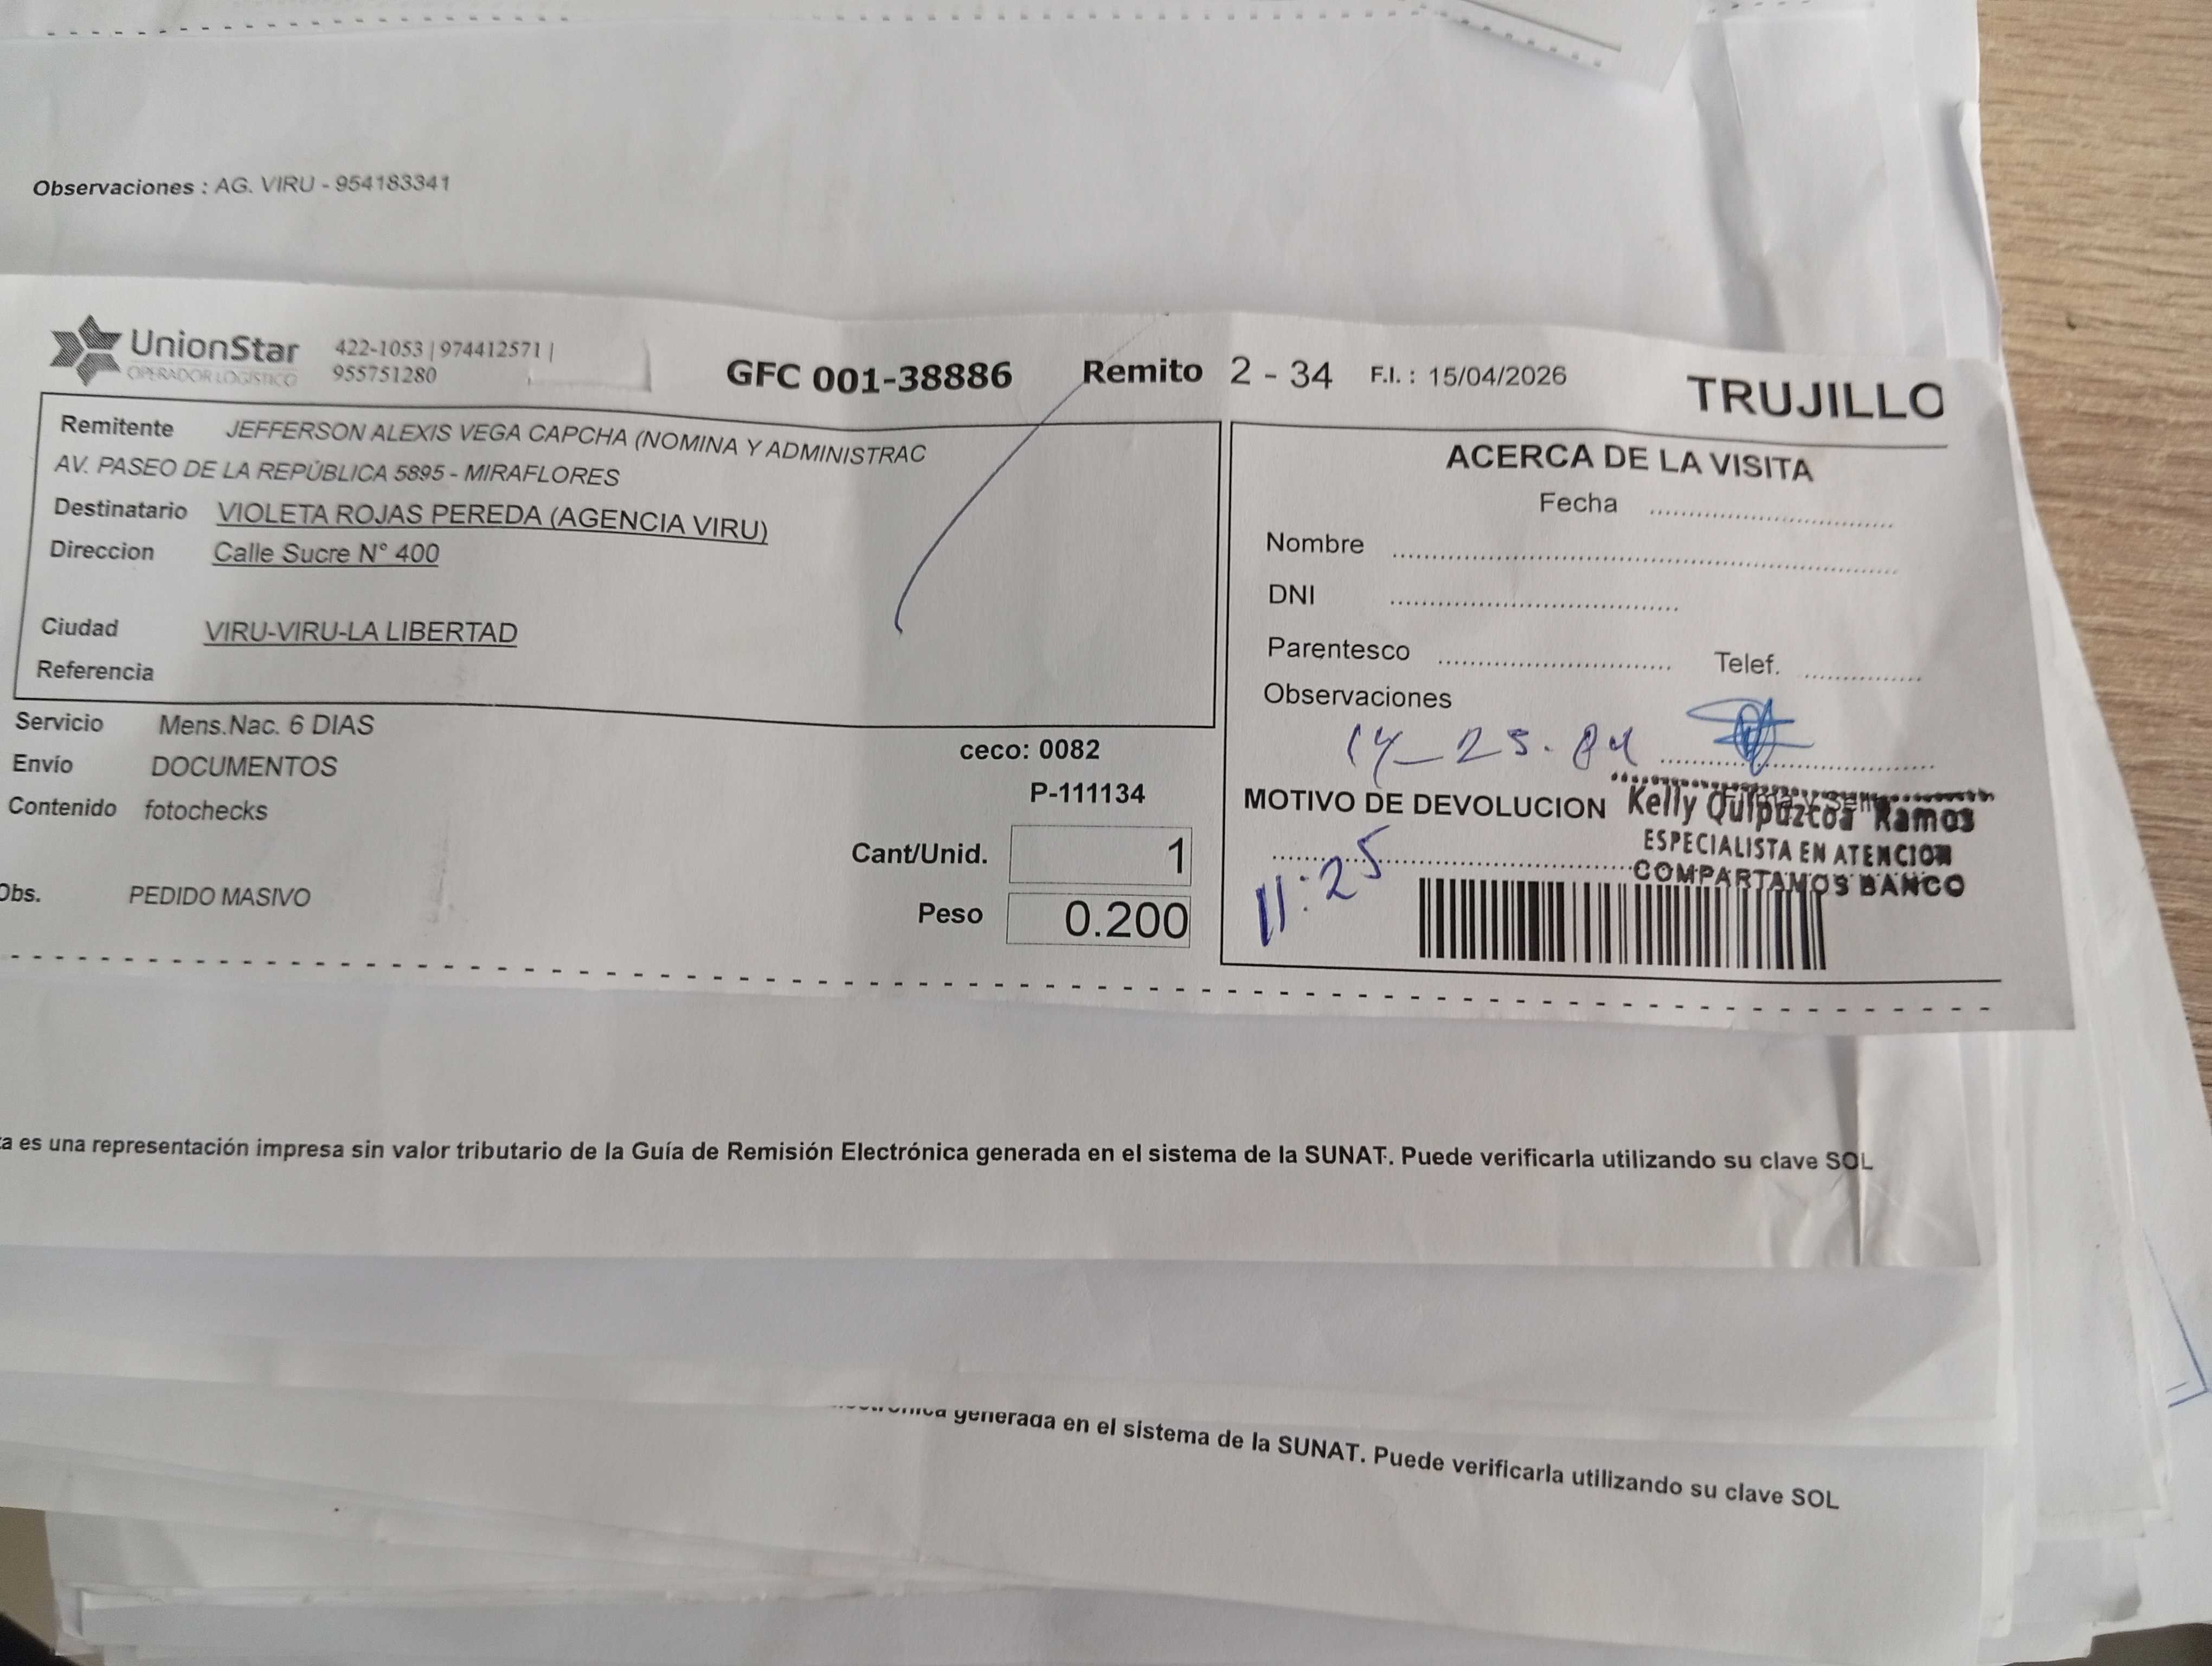 Observaciones : AG. VIRU - 954183341
UnionStar
OPERADOR LOGISTICO
422-1053 | 974412571 |
955751280
GFC 001-38886 Remito 2 - 34 F.I. : 15/04/2026
TRUJILLO
Remitente JEFFERSON ALEXIS VEGA CAPCHA (NOMINA Y ADMINISTRAC
AV. PASEO DE LA REPÚBLICA 5895 - MIRAFLORES
Destinatario VIOLETA ROJAS PEREDA (AGENCIA VIRU)
Direccion Calle Sucre N° 400
Ciudad VIRU-VIRU-LA LIBERTAD
Referencia
Servicio Mens.Nac. 6 DIAS
Envío DOCUMENTOS
Contenido fotochecks
Obs. PEDIDO MASIVO
ceco: 0082
P-111134
Cant/Unid. 1
Peso 0.200
ACERCA DE LA VISITA
Fecha
Nombre
DNI
Parentesco Telef.
Observaciones
MOTIVO DE DEVOLUCION
Kelly Quipuzcoa Ramos
ESPECIALISTA EN ATENCION
COMPARTAMOS BANCO
11:25
a es una representación impresa sin valor tributario de la Guía de Remisión Electrónica generada en el sistema de la SUNAT. Puede verificarla utilizando su clave SOL
generada en el sistema de la SUNAT. Puede verificarla utilizando su clave SOL